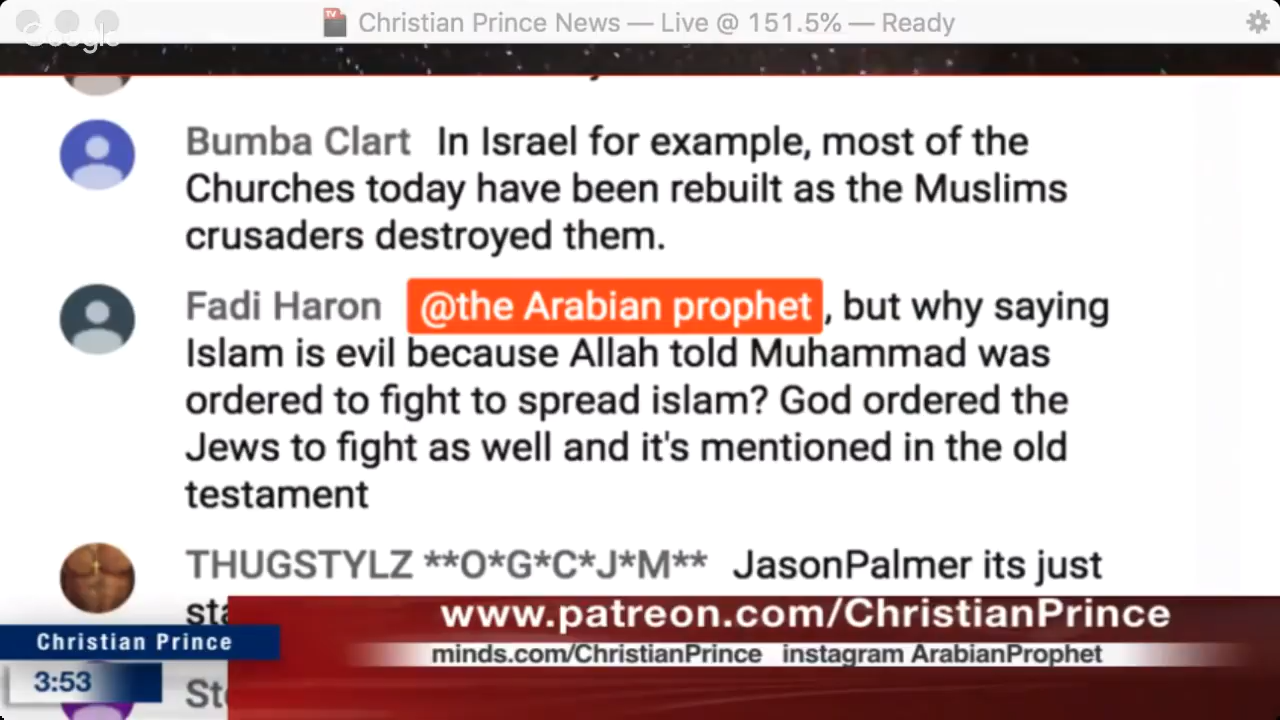 Christian Prince News — Live @ 151.5% — Ready
Google
Bumba Clart In Israel for example, most of the
Churches today have been rebuilt as the Muslims
crusaders destroyed them.
Fadi Haron @the Arabian prophet, but why saying
Islam is evil because Allah told Muhammad was
ordered to fight to spread islam? God ordered the
Jews to fight as well and it's mentioned in the old
testament
THUGSTYLZ **O*G*C*J*M** JasonPalmer its just
www.patreon.com/ChristianPrince
Christian Prince
minds.com/ChristianPrince instagram ArabianProphet
3:53